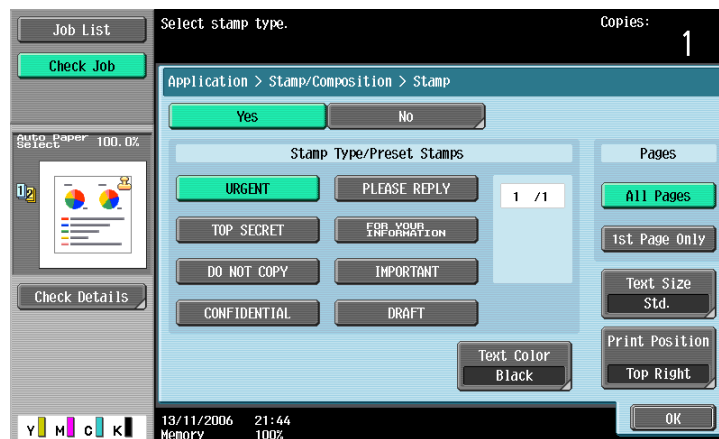 Job List
Check Job
Select stamp type.
Copies:
1
Application > Stamp/Composition > Stamp
Yes
No
Auto Paper
Select
100.0%
1 2
Check Details
Stamp Type/Preset Stamps
URGENT
PLEASE REPLY
TOP SECRET
FOR YOUR
INFORMATION
DO NOT COPY
IMPORTANT
CONFIDENTIAL
DRAFT
1 /1
Pages
All Pages
1st Page Only
Text Size
Std.
Print Position
Top Right
Text Color
Black
Y M C K
13/11/2006 21:44
Memory 100%
OK